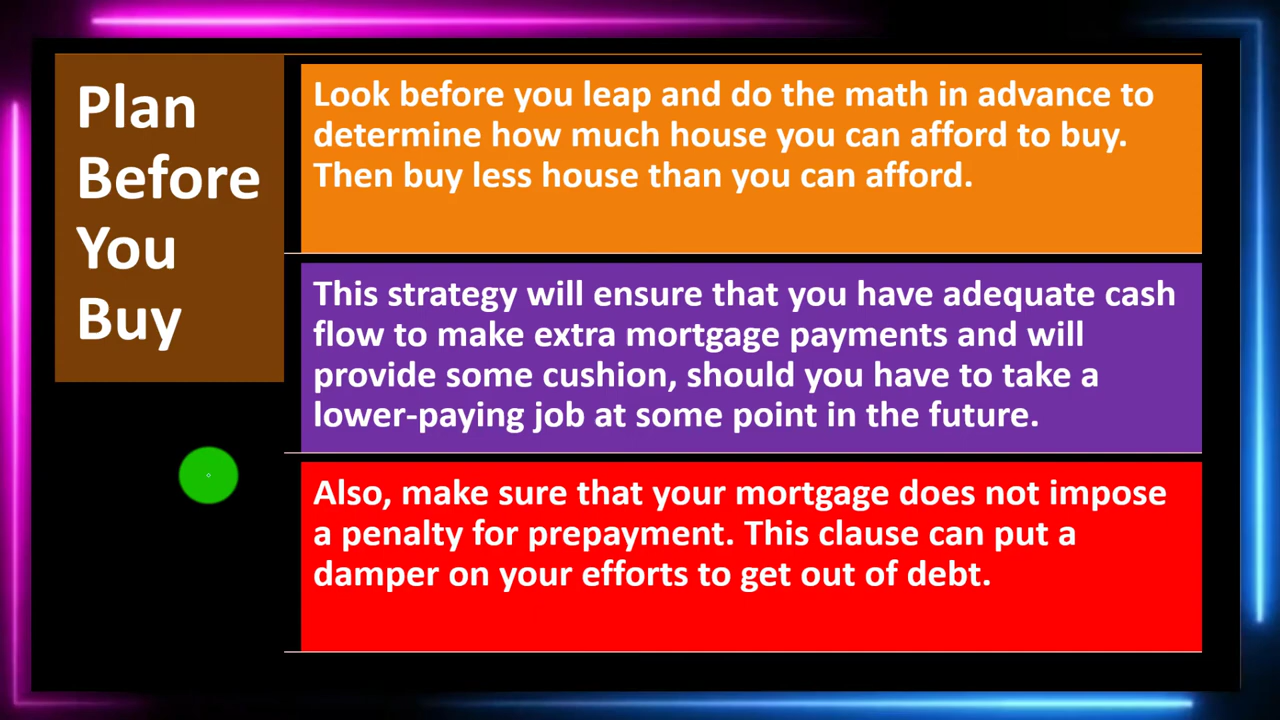 Plan
Before
You
Buy
Look before you leap and do the math in advance to
determine how much house you can afford to buy.
Then buy less house than you can afford.
This strategy will ensure that you have adequate cash
flow to make extra mortgage payments and will
provide some cushion, should you have to take a
lower-paying job at some point in the future.
Also, make sure that your mortgage does not impose
a penalty for prepayment. This clause can put a
damper on your efforts to get out of debt.